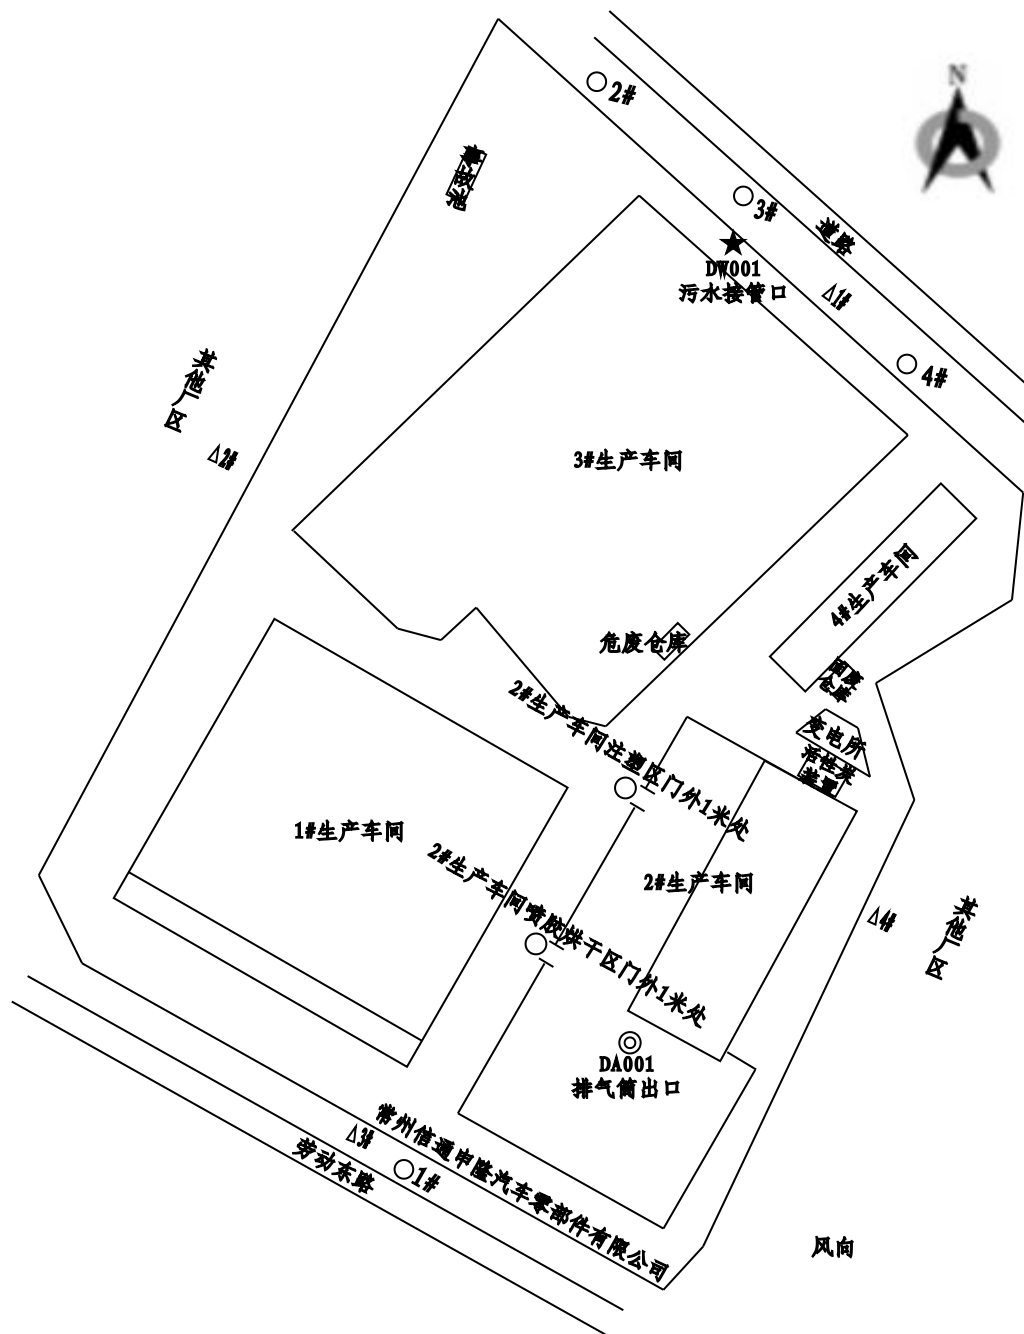 N
2#
事故池
3#
道路
DW001
污水接管口
△1#
其他厂区
4#
△2#
3#生产车间
4#生产车间
危废仓库
固废
仓库
2#生产车间注塑区门外1米处
变电所
活性炭
装置
1#生产车间
2#生产车间
2#生产车间喷胶烘干区门外1米处
△4#
其他厂区
DA001
排气筒出口
常州信通申隆汽车零部件有限公司
△3#
劳动东路
1#
风向